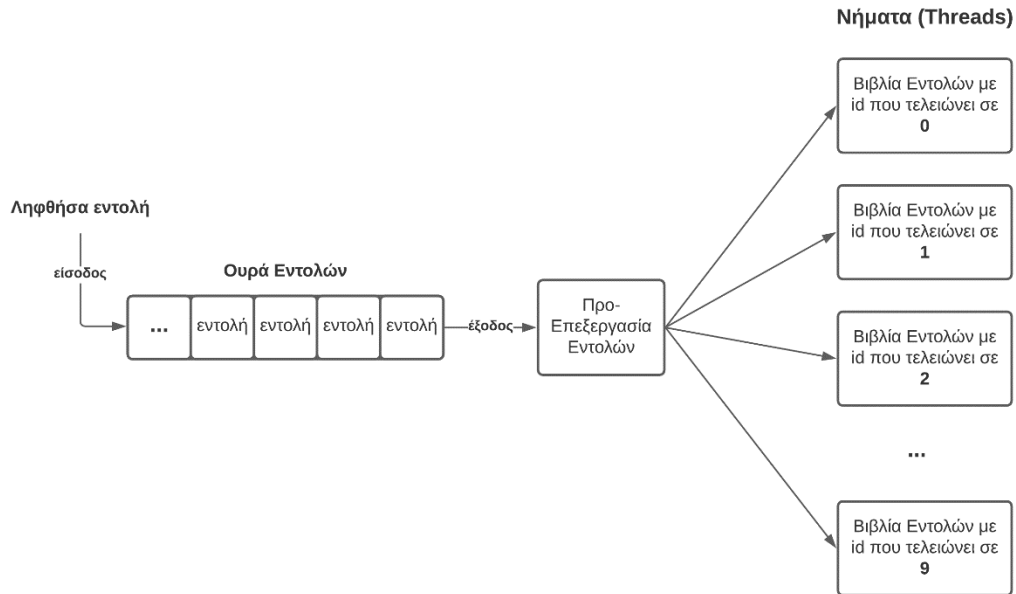 Νήματα (Threads)
Βιβλία Εντολών με
id που τελειώνει σε
0
Ληφθήσα εντολή
είσοδος
Ουρά Εντολών
... εντολή εντολή εντολή εντολή
έξοδος
Προ-
Επεξεργασία
Εντολών
Βιβλία Εντολών με
id που τελειώνει σε
1
Βιβλία Εντολών με
id που τελειώνει σε
2
...
Βιβλία Εντολών με
id που τελειώνει σε
9